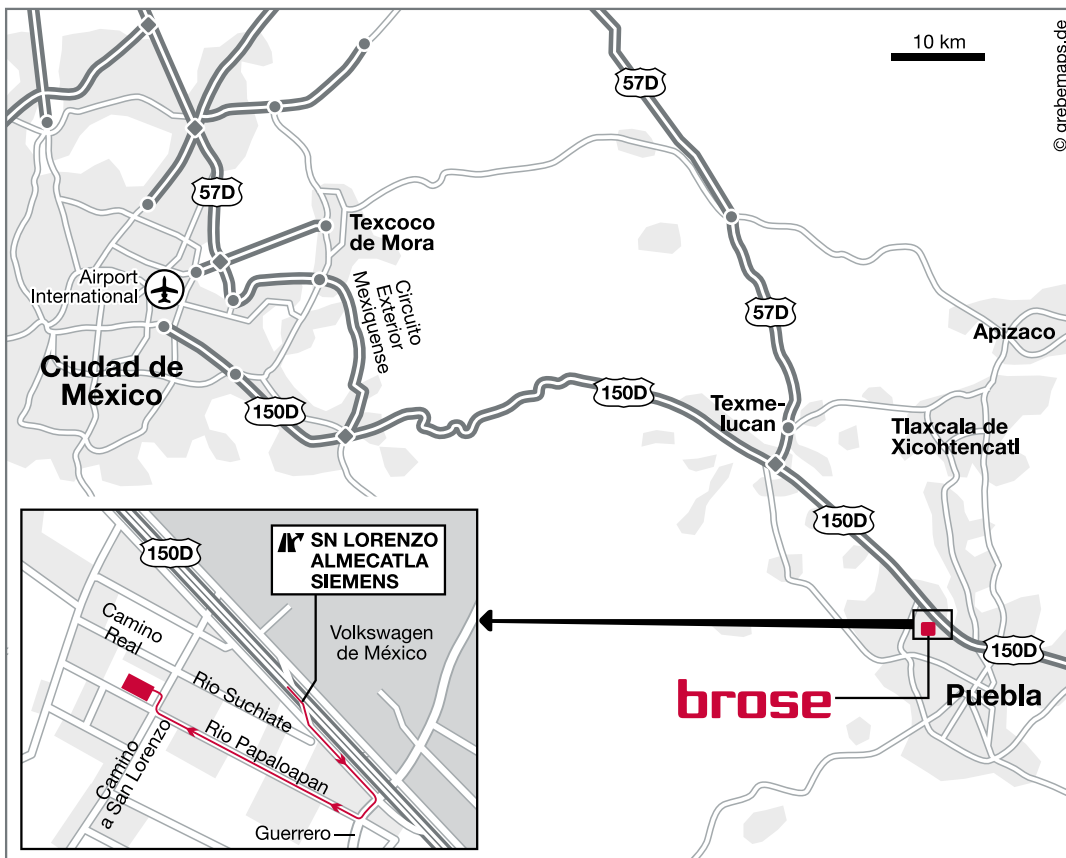 10 km
© grebemaps.de
57D
57D
Texcoco
de Mora
Airport
International
Circuito
Exterior
Mexiquense
57D
Apizaco
Ciudad de
México
150D
150D
Texme-
lucan
Tlaxcala de
Xicohtencatl
150D
150D
brose
Puebla
150D
SN LORENZO
ALMECATLA
SIEMENS
Camino
Real
Volkswagen
de México
Rio Suchiate
Rio Papaloapan
Camino
a San Lorenzo
Guerrero